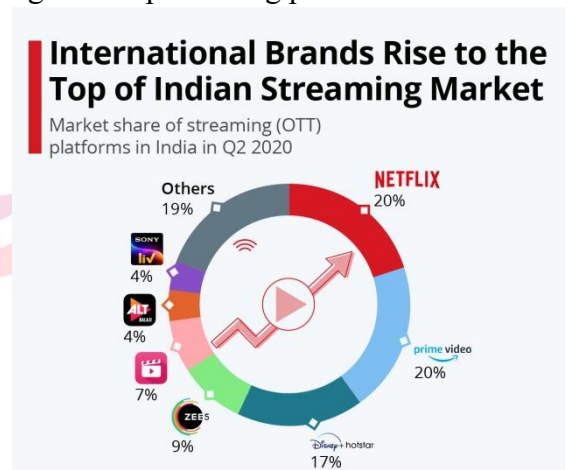 International Brands Rise to the
Top of Indian Streaming Market
Market share of streaming (OTT)
platforms in India in Q2 2020
NETFLIX
20%
prime video
20%
Disney+ hotstar
17%
ZEE5
9%
7%
ALT
4%
SONY
liv
4%
Others
19%